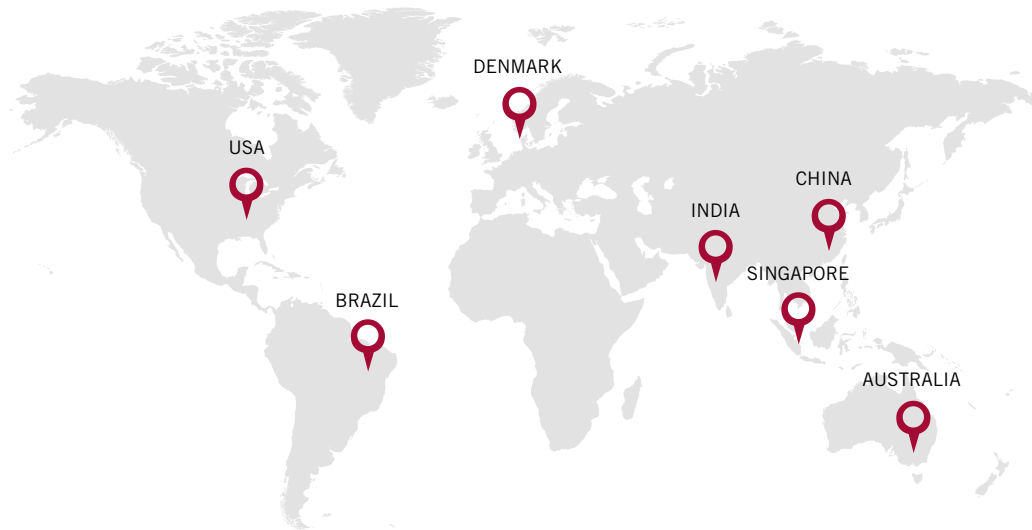 DENMARK
USA
CHINA
INDIA
SINGAPORE
BRAZIL
AUSTRALIA